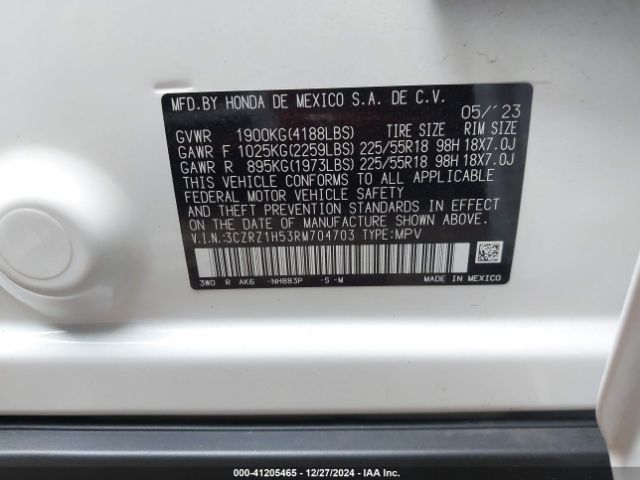 MFD.BY HONDA DE MEXICO S.A. DE C.V.
05/´23
GVWR 1900KG(4188LBS) TIRE SIZE RIM SIZE
GAWR F 1025KG(2259LBS) 225/55R18 98H 18X7.0J
GAWR R 895KG(1973LBS) 225/55R18 98H 18X7.0J
THIS VEHICLE CONFORMS TO ALL APPLICABLE
FEDERAL MOTOR VEHICLE SAFETY
AND THEFT PREVENTION STANDARDS IN EFFECT
ON THE DATE OF MANUFACTURE SHOWN ABOVE.
V.I.N.:3CZRZ1H53RM704703 TYPE:MPV
3W0 R AK6 -NH883P -S -M
MADE IN MEXICO
000-41205465 - 12/27/2024 - IAAI